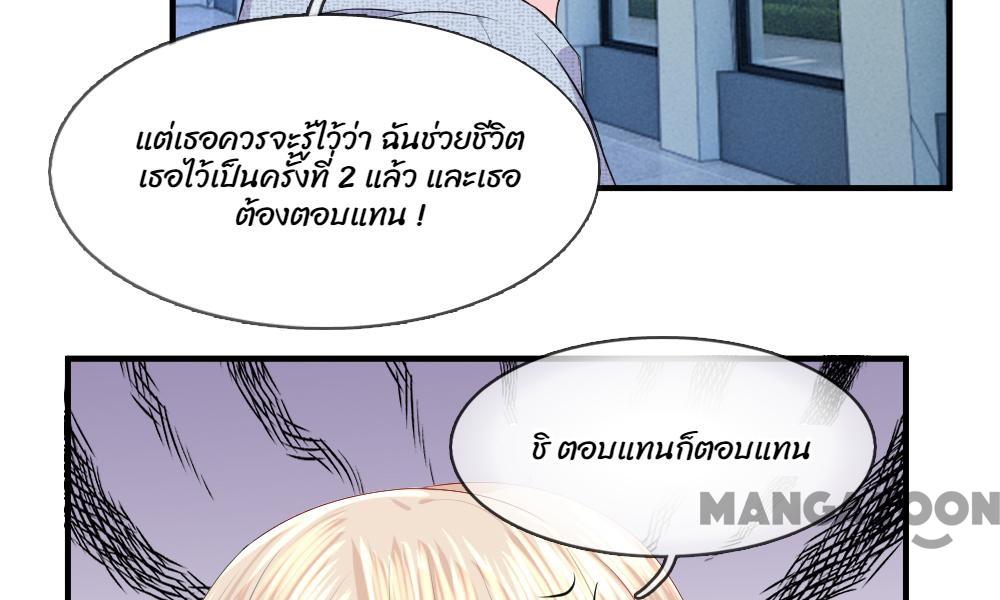 แต่เธอควรจะรู้ไว้ว่า ฉันช่วยชีวิต
เธอไว้เป็นครั้งที่ 2 แล้ว และเธอ
ต้องตอบแทน !
ชิ ตอบแทนก็ตอบแทน
MANGATOON